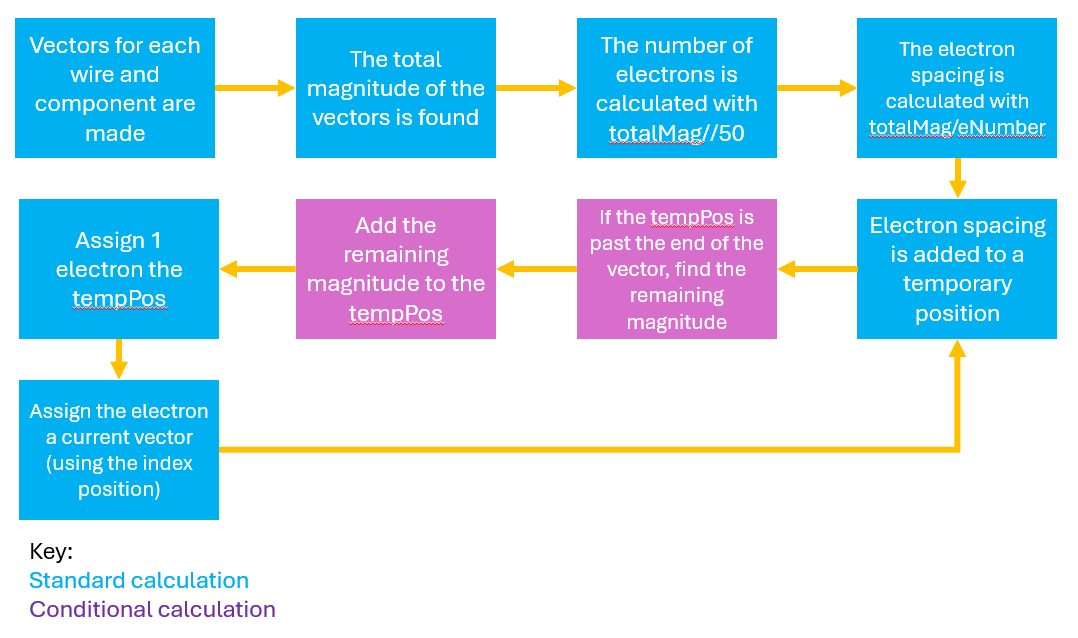 Vectors for each
wire and
component are
made
The total
magnitude of the
vectors is found
The number of
electrons is
calculated with
totalMag//50
The electron
spacing is
calculated with
totalMag/eNumber
Electron spacing
is added to a
temporary
position
If the tempPos is
past the end of the
vector, find the
remaining
magnitude
Add the
remaining
magnitude to the
tempPos
Assign 1
electron the
tempPos
Assign the electron
a current vector
(using the index
position)
Key:
Standard calculation
Conditional calculation